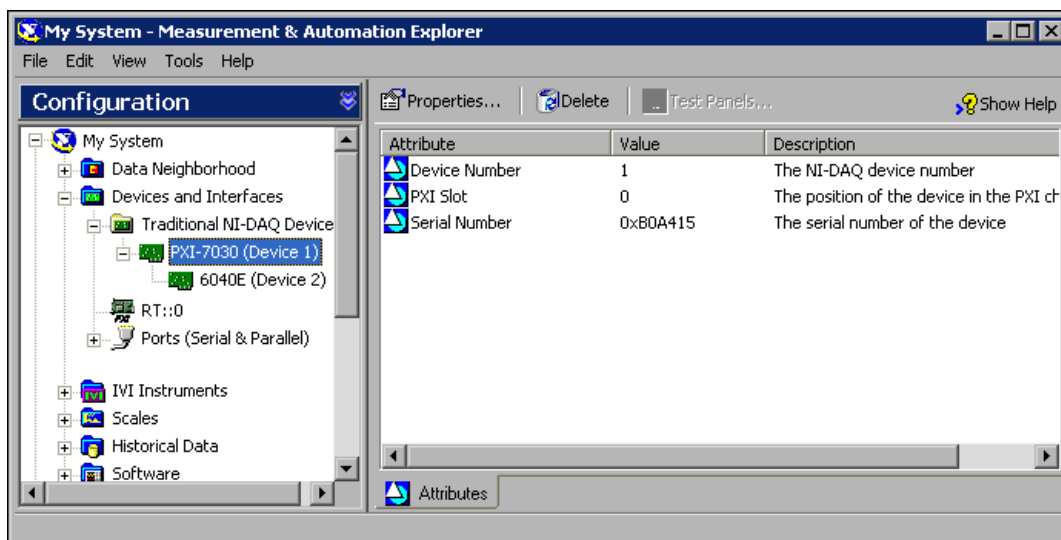 My System - Measurement & Automation Explorer
File Edit View Tools Help
Configuration
Properties... Delete Test Panels... Show Help
My System
Data Neighborhood
Devices and Interfaces
Traditional NI-DAQ Device
PXI-7030 (Device 1)
6040E (Device 2)
RT::0
Ports (Serial & Parallel)
IVI Instruments
Scales
Historical Data
Software
Attribute Value Description
Device Number 1 The NI-DAQ device number
PXI Slot 0 The position of the device in the PXI ch
Serial Number 0xB0A415 The serial number of the device
Attributes